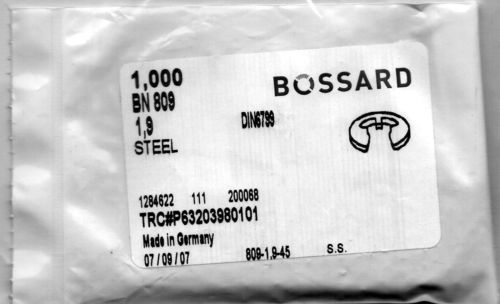 1,000
BOSSARD
BN 809
1,9
DIN6799
STEEL
1284622 111 200068
TRC#P63203980101
Made in Germany
07 / 09 / 07 809-1,9-45 S.S.